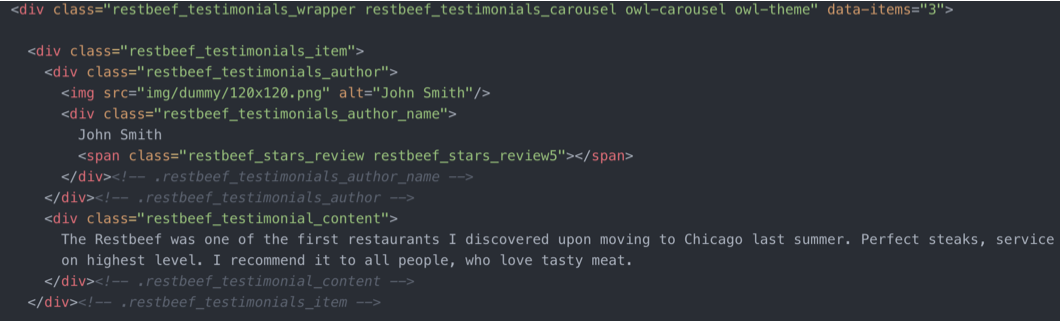 <div class="restbeef_testimonials_wrapper restbeef_testimonials_carousel owl-carousel owl-theme" data-items="3">
<div class="restbeef_testimonials_item">
<div class="restbeef_testimonials_author">
<img src="img/dummy/120x120.png" alt="John Smith"/>
<div class="restbeef_testimonials_author_name">
John Smith
<span class="restbeef_stars_review restbeef_stars_review5"></span>
</div><!-- .restbeef_testimonials_author_name -->
</div><!-- .restbeef_testimonials_author -->
<div class="restbeef_testimonial_content">
The Restbeef was one of the first restaurants I discovered upon moving to Chicago last summer. Perfect steaks, service
on highest level. I recommend it to all people, who love tasty meat.
</div><!-- .restbeef_testimonial_content -->
</div><!-- .restbeef_testimonials_item -->